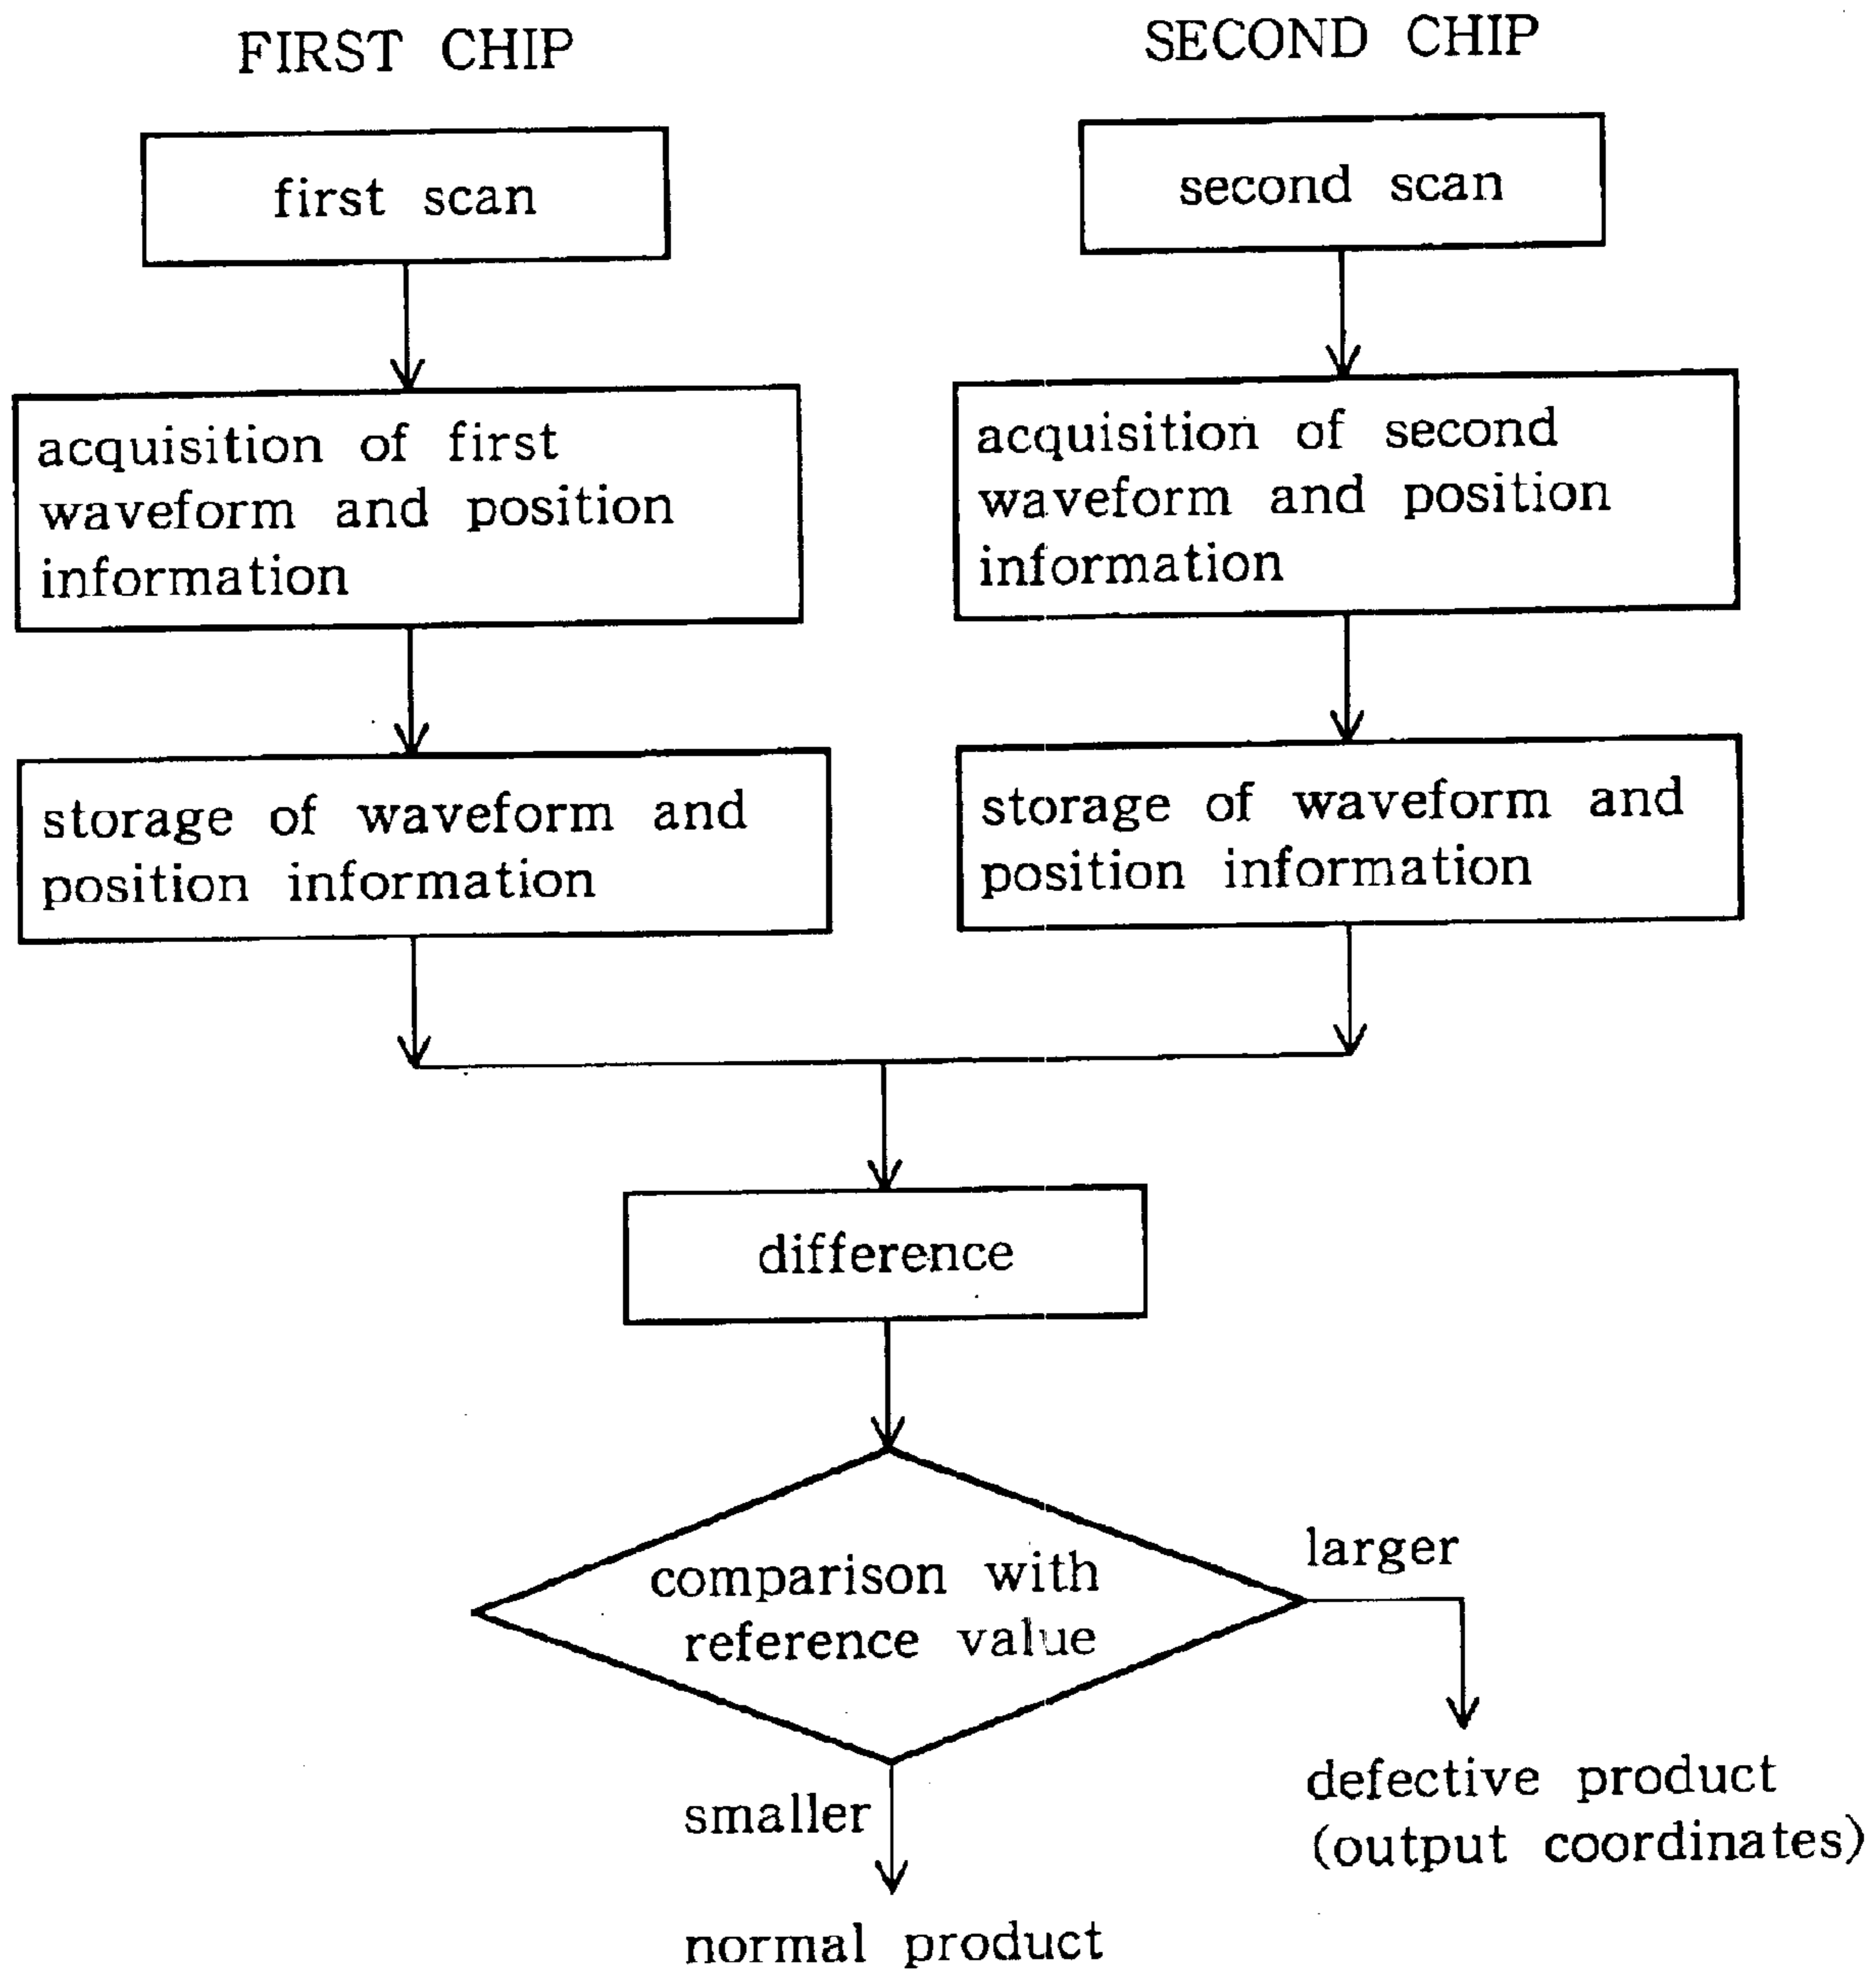 FIRST CHIP
SECOND CHIP
first scan
second scan
acquisition of first
waveform and position
information
acquisition of second
waveform and position
information
storage of waveform and
position information
storage of waveform and
position information
difference
comparison with
reference value
larger
smaller
defective product
(output coordinates)
normal product